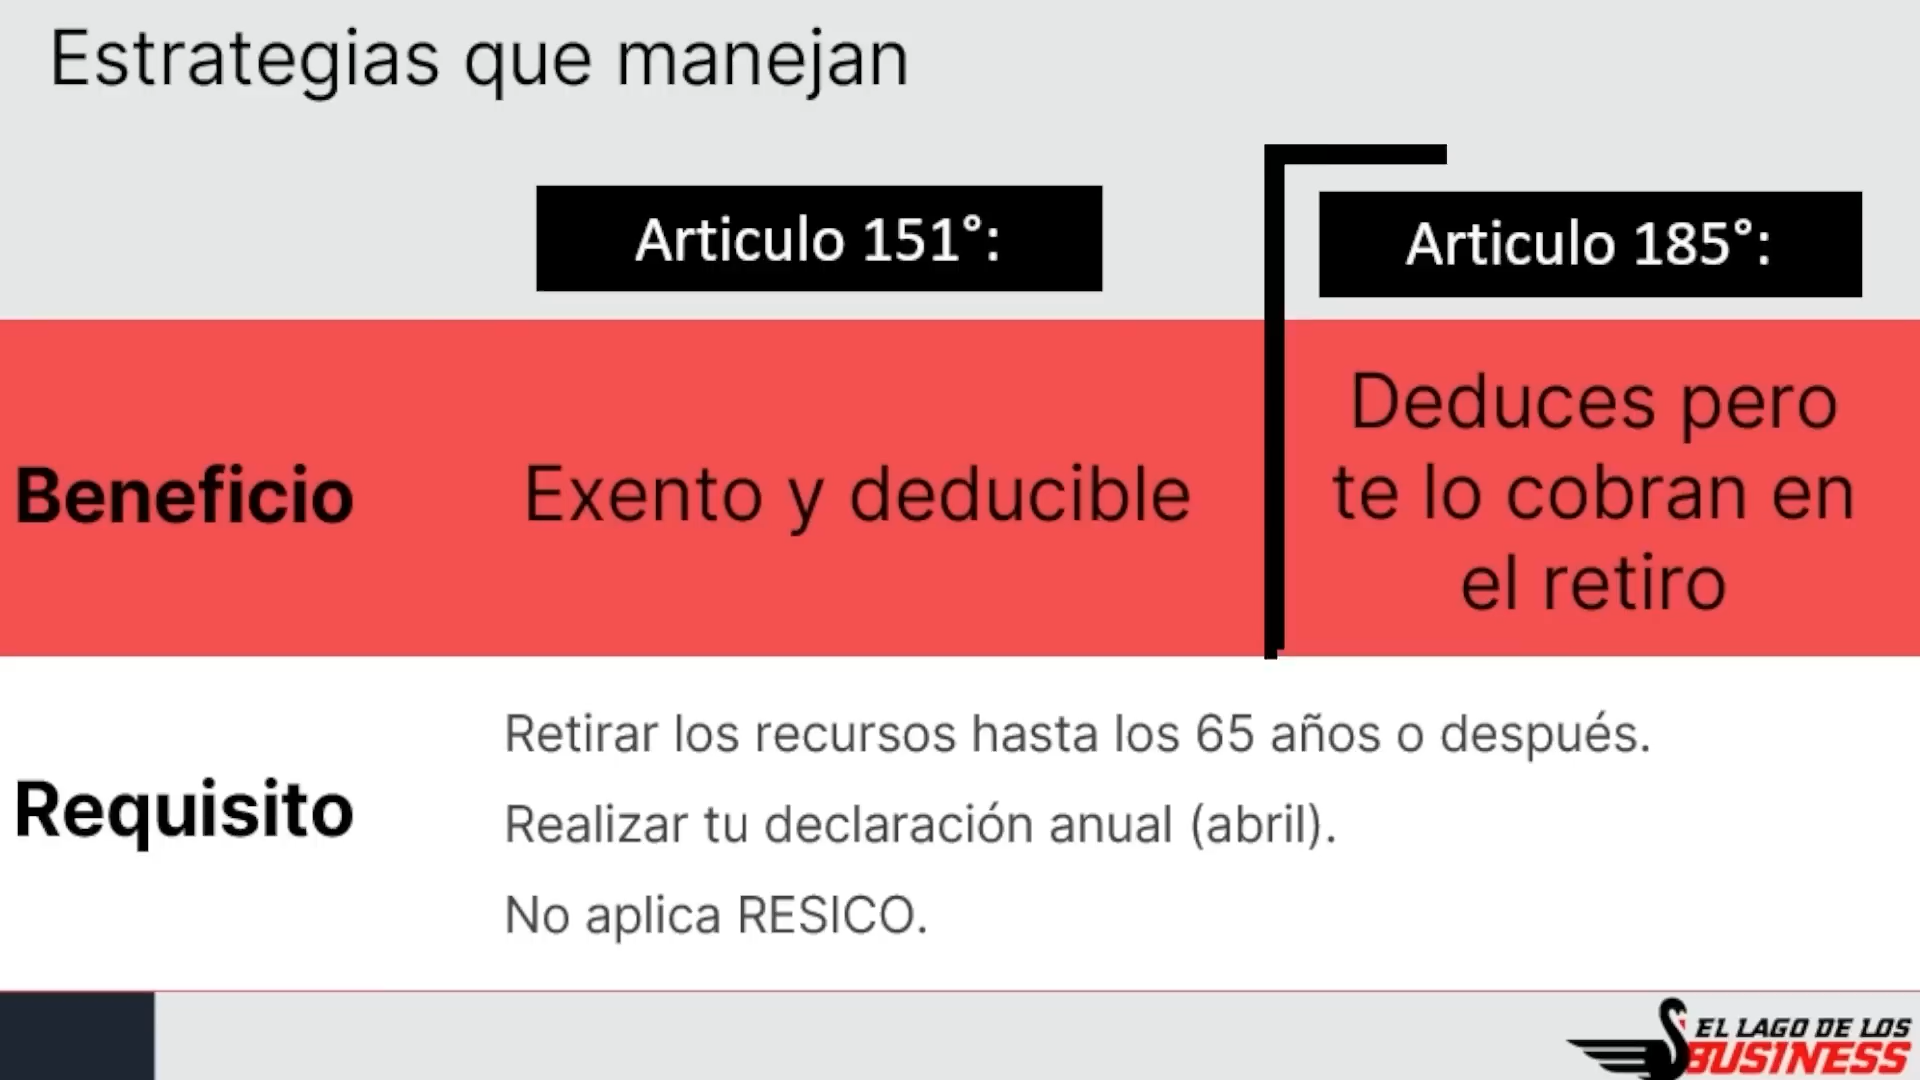 Estrategias que manejan
Articulo 151°:
Articulo 185°:
Beneficio
Exento y deducible
Deduces pero
te lo cobran en
el retiro
Requisito
Retirar los recursos hasta los 65 años o después.
Realizar tu declaración anual (abril).
No aplica RESICO.
EL LAGO DE LOS
BUSINESS